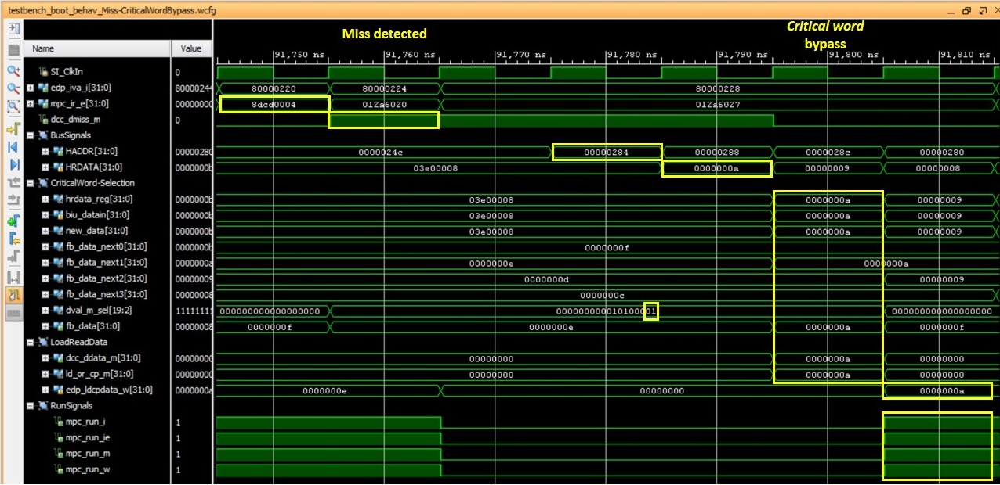 testbench_boot_behav_Miss-CriticalWordBypass.wcfg
Miss detected
Critical word
bypass
Name Value
91,750 ns 91,760 ns 91,770 ns 91,780 ns 91,790 ns 91,800 ns 91,810 ns
SI_ClkIn 0
edp_iva_i[31:0] 80000244 80000220 80000224 80000228
mpc_ir_e[31:0] 00000000 8dcd0004 012a6020 012a6027
dcc_dmiss_m 0
BusSignals
HADDR[31:0] 00000280 0000024c 00000284 00000288 0000028c 00000280
HRDATA[31:0] 0000000b 03e00008 0000000a 00000009 00000008
CriticalWord-Selection
hrdata_reg[31:0] 0000000b 03e00008 0000000a 00000009
biu_datain[31:0] 0000000b 03e00008 0000000a 00000009
new_data[31:0] 0000000b 03e00008 0000000a 00000009
fb_data_next0[31:0] 0000000b 0000000f
fb_data_next1[31:0] 0000000a 0000000e 0000000a
fb_data_next2[31:0] 00000009 0000000d 00000009
fb_data_next3[31:0] 00000008 0000000c
dval_m_sel[19:2] 11111111 000000000000000000 000000000010100001 000000000000000000
fb_data[31:0] 00000008 0000000f 0000000e 0000000a 0000000f
LoadReadData
dcc_ddata_m[31:0] 00000000 00000000 0000000a 00000000
ld_or_cp_m[31:0] 00000000 00000000 0000000a 00000000
edp_ldcpdata_w[31:0] 0000000a 0000000e 00000000 0000000a
RunSignals
mpc_run_i 1
mpc_run_ie 1
mpc_run_m 1
mpc_run_w 1